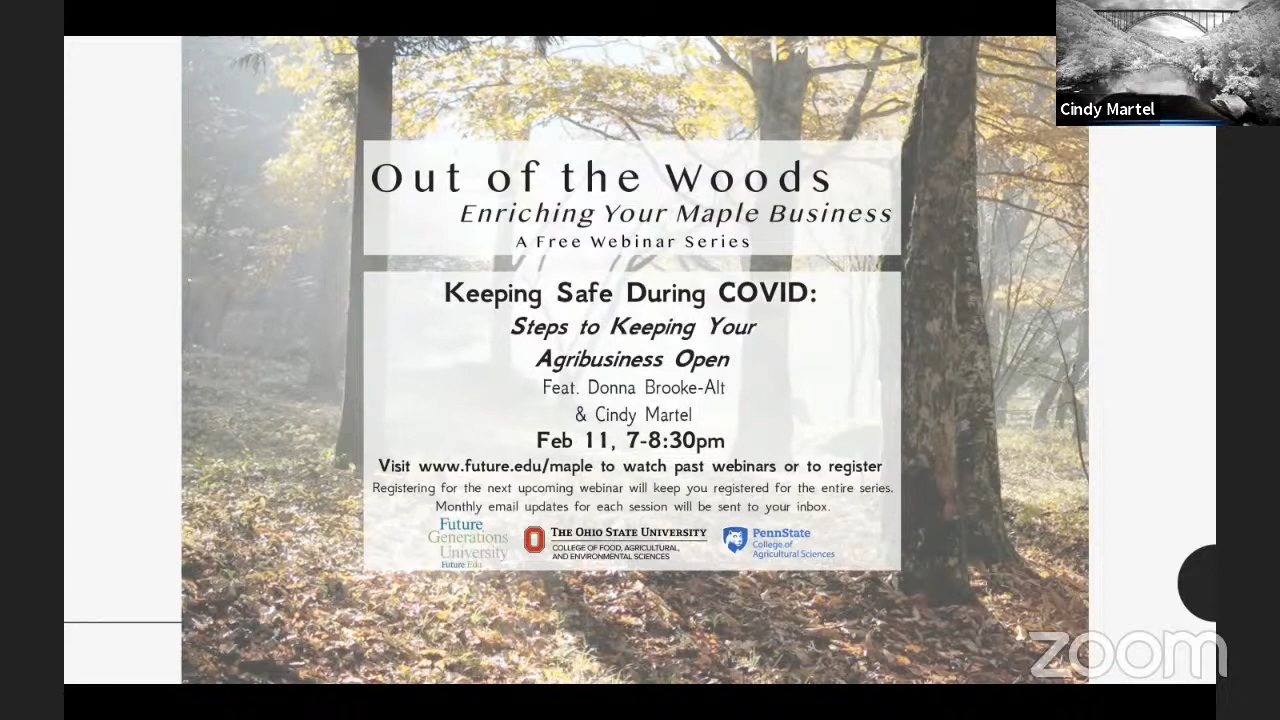 Cindy Martel
Out of the Woods
Enriching Your Maple Business
A Free Webinar Series
Keeping Safe During COVID:
Steps to Keeping Your
Agribusiness Open
Feat. Donna Brooke-Alt
& Cindy Martel
Feb 11, 7-8:30pm
Visit www.future.edu/maple to watch past webinars or to register
Registering for the next upcoming webinar will keep you registered for the entire series.
Monthly email updates for each session will be sent to your inbox.
Future
Generations
University
Future.Edu
THE OHIO STATE UNIVERSITY
COLLEGE OF FOOD, AGRICULTURAL,
AND ENVIRONMENTAL SCIENCES
PennState
College of
Agricultural Sciences
zoom